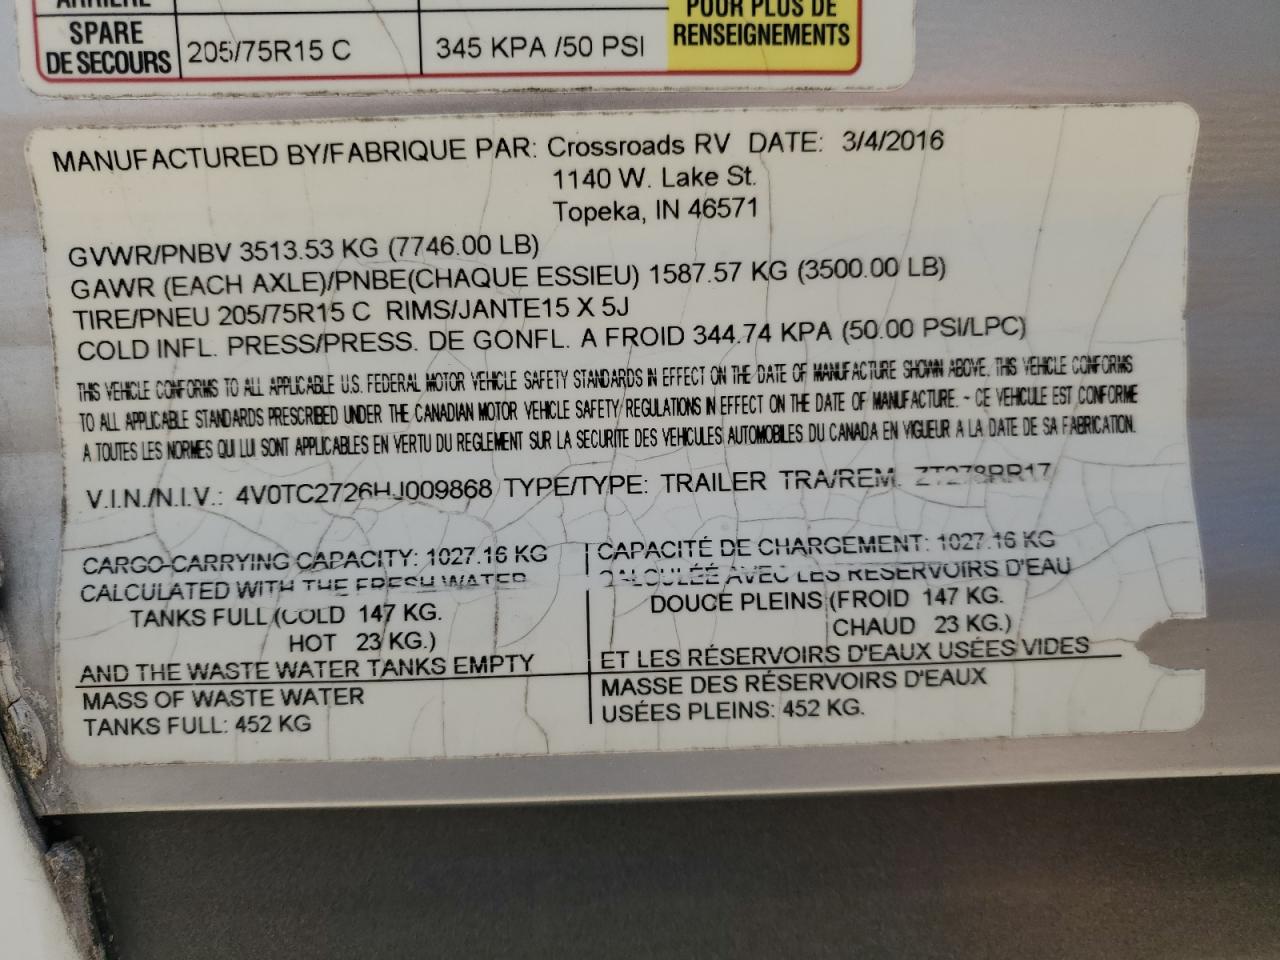 ARRIÈRE
POUR PLUS DE
RENSEIGNEMENTS
SPARE
DE SECOURS
205/75R15 C
345 KPA /50 PSI
MANUFACTURED BY/FABRIQUE PAR: Crossroads RV DATE: 3/4/2016
1140 W. Lake St.
Topeka, IN 46571
GVWR/PNBV 3513.53 KG (7746.00 LB)
GAWR (EACH AXLE)/PNBE(CHAQUE ESSIEU) 1587.57 KG (3500.00 LB)
TIRE/PNEU 205/75R15 C RIMS/JANTE15 X 5J
COLD INFL. PRESS/PRESS. DE GONFL. A FROID 344.74 KPA (50.00 PSI/LPC)
THIS VEHICLE CONFORMS TO ALL APPLICABLE U.S. FEDERAL MOTOR VEHICLE SAFETY STANDARDS IN EFFECT ON THE DATE OF MANUFACTURE SHOWN ABOVE. THIS VEHICLE CONFORMS
TO ALL APPLICABLE STANDARDS PRESCRIBED UNDER THE CANADIAN MOTOR VEHICLE SAFETY REGULATIONS IN EFFECT ON THE DATE OF MANUFACTURE. - CE VEHICULE EST CONFORME
A TOUTES LES NORMES QUI LUI SONT APPLICABLES EN VERTU DU REGLEMENT SUR LA SECURITE DES VEHICULES AUTOMOBILES DU CANADA EN VIGUEUR A LA DATE DE SA FABRICATION.
V.I.N./N.I.V.: 4V0TC2726HJ009868 TYPE/TYPE: TRAILER TRA/REM. ZT278RR17
CARGO-CARRYING CAPACITY: 1027.16 KG
CALCULATED WITH THE FRESH WATER
TANKS FULL (COLD 147 KG.
HOT 23 KG.)
AND THE WASTE WATER TANKS EMPTY
MASS OF WASTE WATER
TANKS FULL: 452 KG
CAPACITÉ DE CHARGEMENT: 1027.16 KG
CALCULÉE AVEC LES RÉSERVOIRS D'EAU
DOUCE PLEINS (FROID 147 KG.
CHAUD 23 KG.)
ET LES RÉSERVOIRS D'EAUX USÉES VIDES
MASSE DES RÉSERVOIRS D'EAUX
USÉES PLEINS: 452 KG.